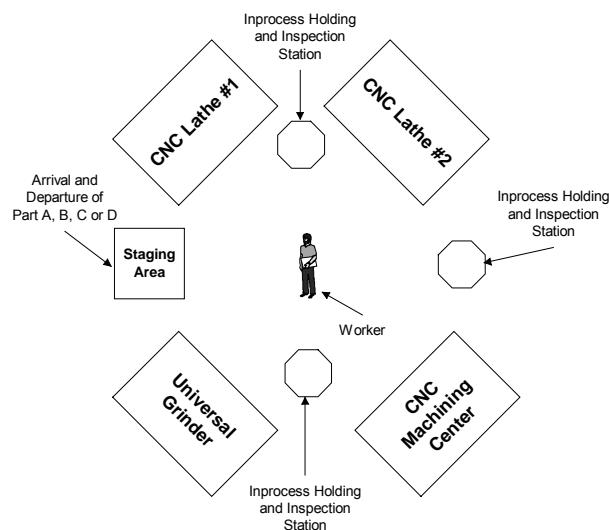 Inprocess Holding
and Inspection
Station
CNC Lathe #1
CNC Lathe #2
Arrival and
Departure of
Part A, B, C or D
Inprocess Holding
and Inspection
Station
Staging
Area
Worker
Universal
Grinder
CNC
Machining
Center
Inprocess Holding
and Inspection
Station